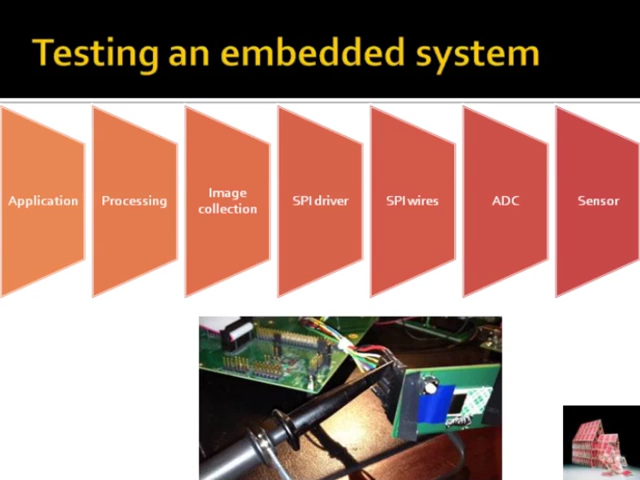 Testing an embedded system
Application
Processing
Image
collection
SPI driver
SPI wires
ADC
Sensor